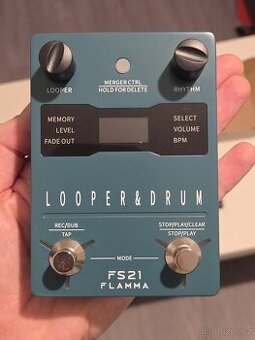 MERGER CTRL
HOLD FOR DELETE
LOOPER
RHYTHM
MEMORY
LEVEL
FADE OUT
SELECT
VOLUME
BPM
LOOPER&DRUM
REC/DUB
TAP
STOP/PLAY/CLEAR
STOP/PLAY
MODE
FS21
FLAMMA